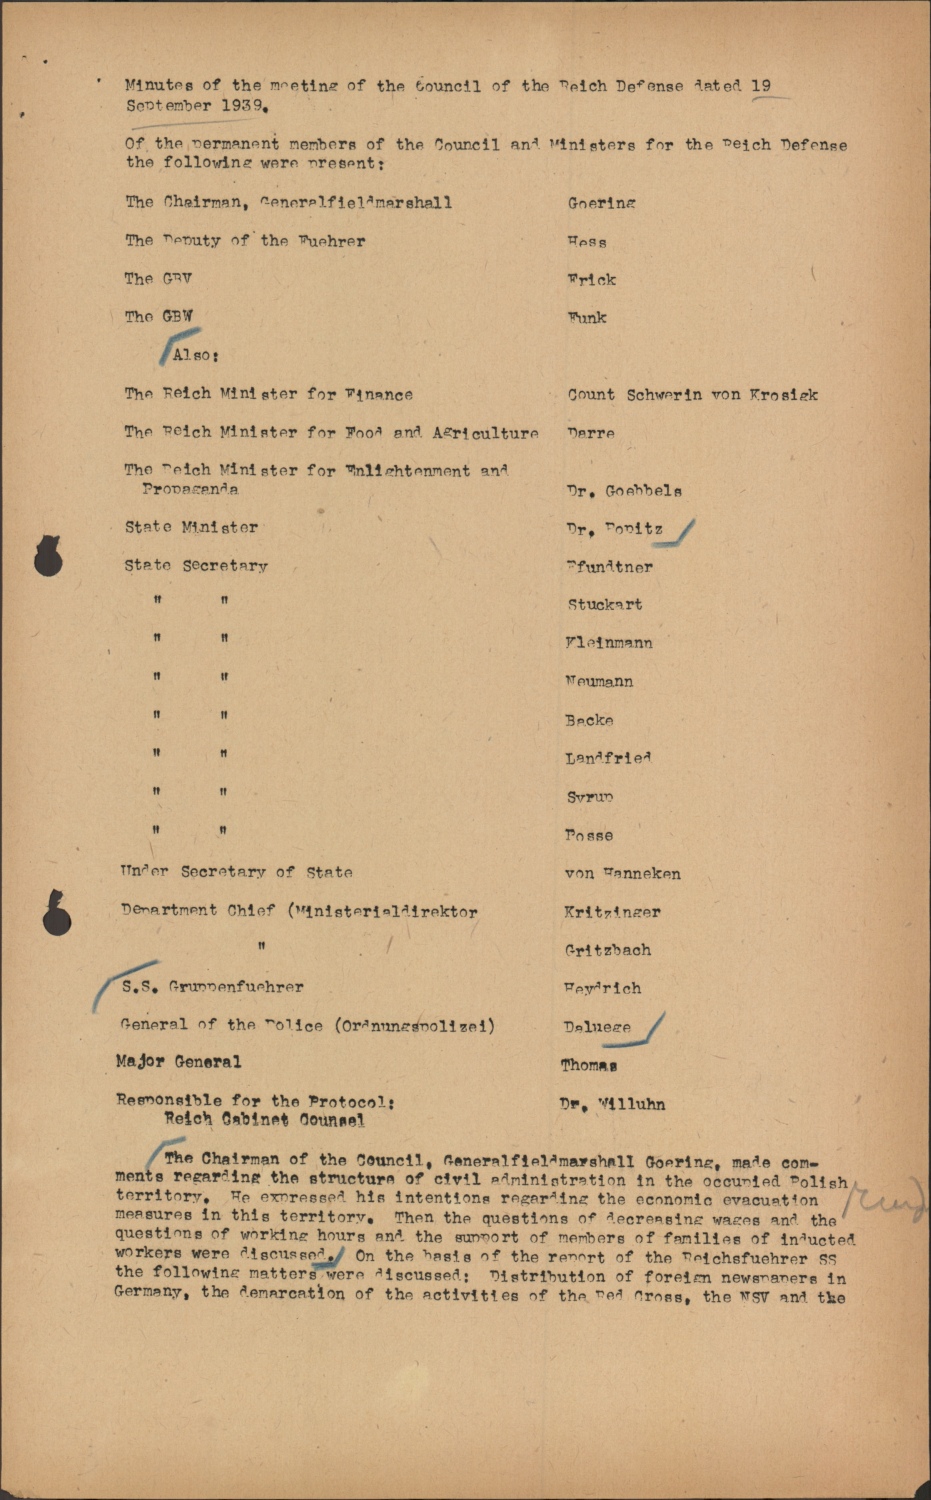 Minutes of the meeting of the Council of the Reich Defense dated 19
September 1939.
Of the permanent members of the Council and Ministers for the Reich Defense
the following were present:
The Chairman, Generalfieldmarshall Goering
The Deputy of the Fuehrer Hess
The GBV Frick
The GBW Funk
Also:
The Reich Minister for Finance Count Schwerin von Krosigk
The Reich Minister for Food and Agriculture Darre
The Reich Minister for Enlightenment and
Propaganda Dr. Goebbels
State Minister Dr. Popitz
State Secretary Pfundtner
" " Stuckart
" " Kleinmann
" " Neumann
" " Backe
" " Landfried
" " Syrup
" " Posse
Under Secretary of State von Hanneken
Department Chief (Ministerialdirektor Kritzinger
" Gritzbach
S.S. Gruppenfuehrer Heydrich
General of the Police (Ordnungspolizei) Daluege
Major General Thomas
Responsible for the Protocol: Dr. Willuhn
Reich Cabinet Counsel
The Chairman of the Council, Generalfieldmarshall Goering, made com-
ments regarding the structure of civil administration in the occupied Polish
territory. He expressed his intentions regarding the economic evacuation
measures in this territory. Then the questions of decreasing wages and the
questions of working hours and the support of members of families of inducted
workers were discussed. On the basis of the report of the Reichsfuehrer SS
the following matters were discussed: Distribution of foreign newspapers in
Germany, the demarcation of the activities of the Red Cross, the NSV and the